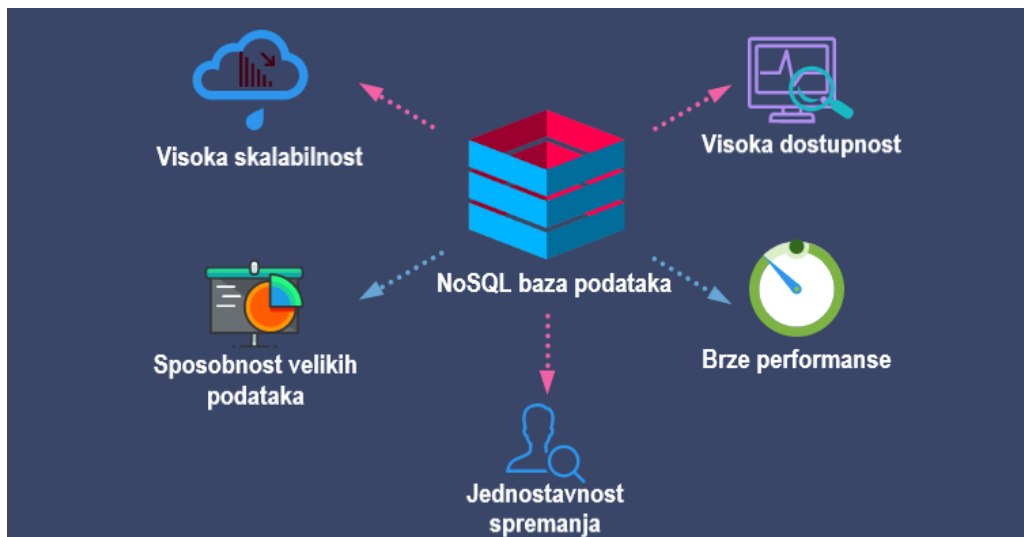 Visoka skalabilnost
Visoka dostupnost
NoSQL baza podataka
Sposobnost velikih
podataka
Brze performanse
Jednostavnost
spremanja